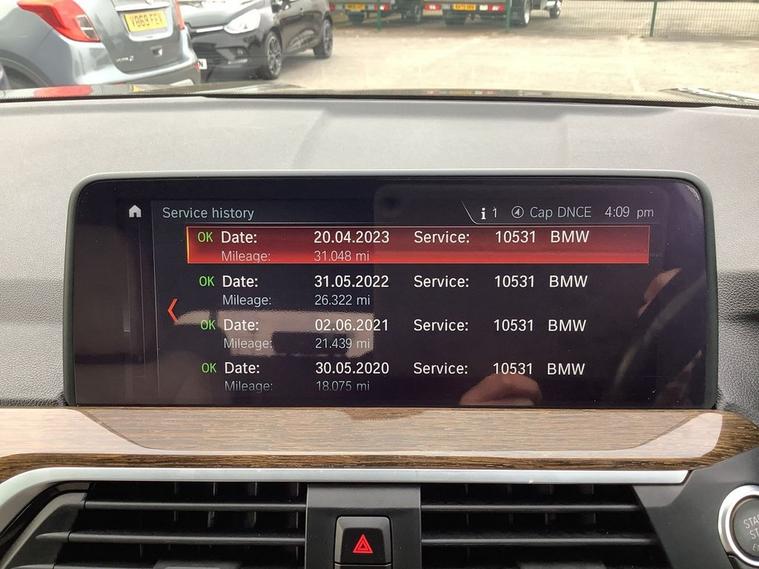 VB69 FEV
Service history
i 1 Cap DNCE 4:09 pm
OK Date: 20.04.2023 Service: 10531 BMW
Mileage: 31.048 mi
OK Date: 31.05.2022 Service: 10531 BMW
Mileage: 26.322 mi
OK Date: 02.06.2021 Service: 10531 BMW
Mileage: 21.439 mi
OK Date: 30.05.2020 Service: 10531 BMW
Mileage: 18.075 mi